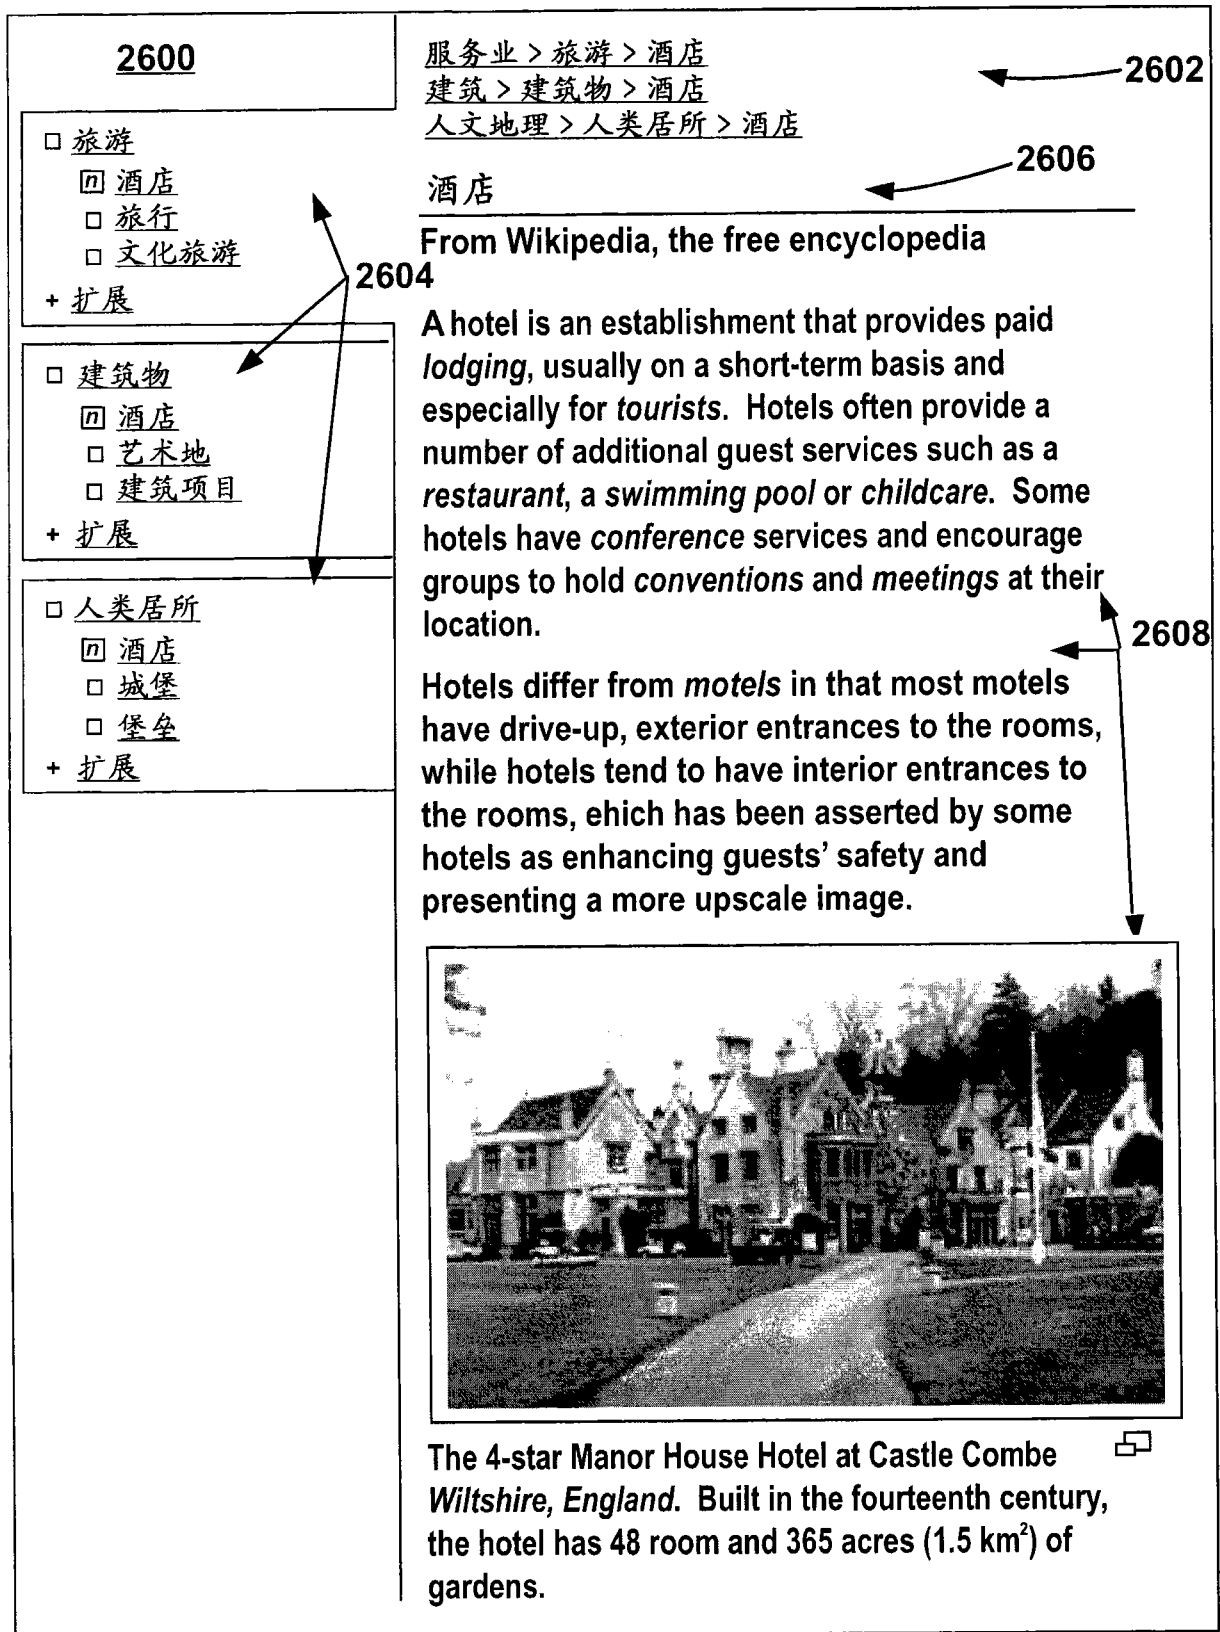 2600
服务业 > 旅游 > 酒店
建筑 > 建筑物 > 酒店
人文地理 > 人类居所 > 酒店
2602
2606
酒店
From Wikipedia, the free encyclopedia
旅游
n 酒店
旅行
文化旅游
+ 扩展
2604
建筑物
n 酒店
艺术地
建筑项目
+ 扩展
人类居所
n 酒店
城堡
堡垒
+ 扩展
A hotel is an establishment that provides paid
lodging, usually on a short-term basis and
especially for tourists. Hotels often provide a
number of additional guest services such as a
restaurant, a swimming pool or childcare. Some
hotels have conference services and encourage
groups to hold conventions and meetings at their
location.
2608
Hotels differ from motels in that most motels
have drive-up, exterior entrances to the rooms,
while hotels tend to have interior entrances to
the rooms, ehich has been asserted by some
hotels as enhancing guests' safety and
presenting a more upscale image.
The 4-star Manor House Hotel at Castle Combe
Wiltshire, England. Built in the fourteenth century,
the hotel has 48 room and 365 acres (1.5 km²) of
gardens.